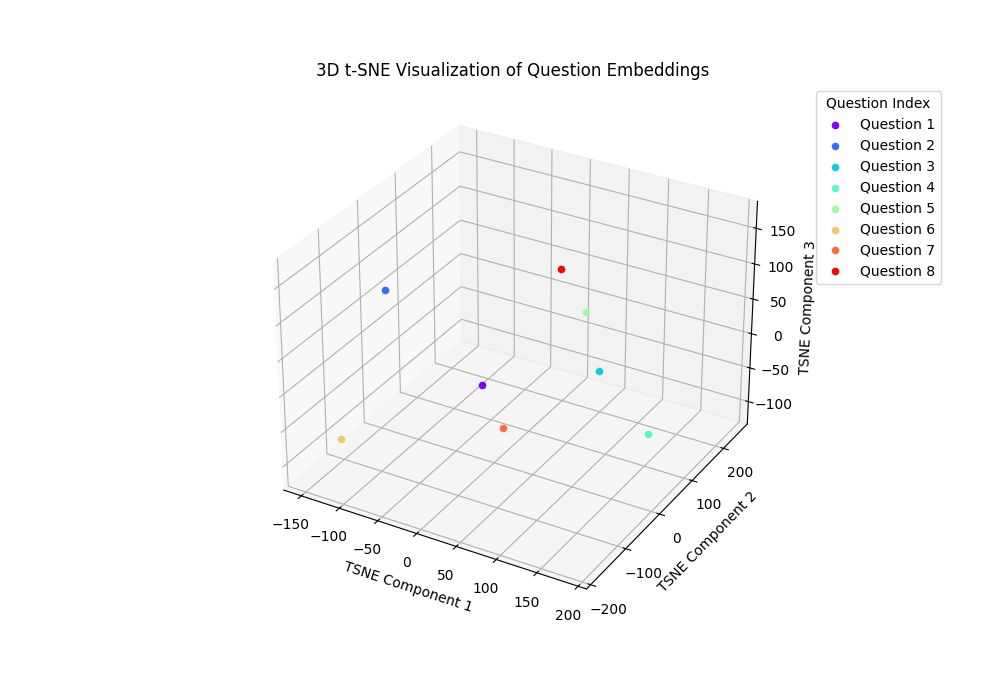 3D t-SNE Visualization of Question Embeddings
Question Index
Question 1
Question 2
Question 3
Question 4
Question 5
Question 6
Question 7
Question 8
150
100
50
0
−50
−100
TSNE Component 3
200
100
0
−100
−200
TSNE Component 2
−150
−100
−50
0
50
100
150
200
TSNE Component 1